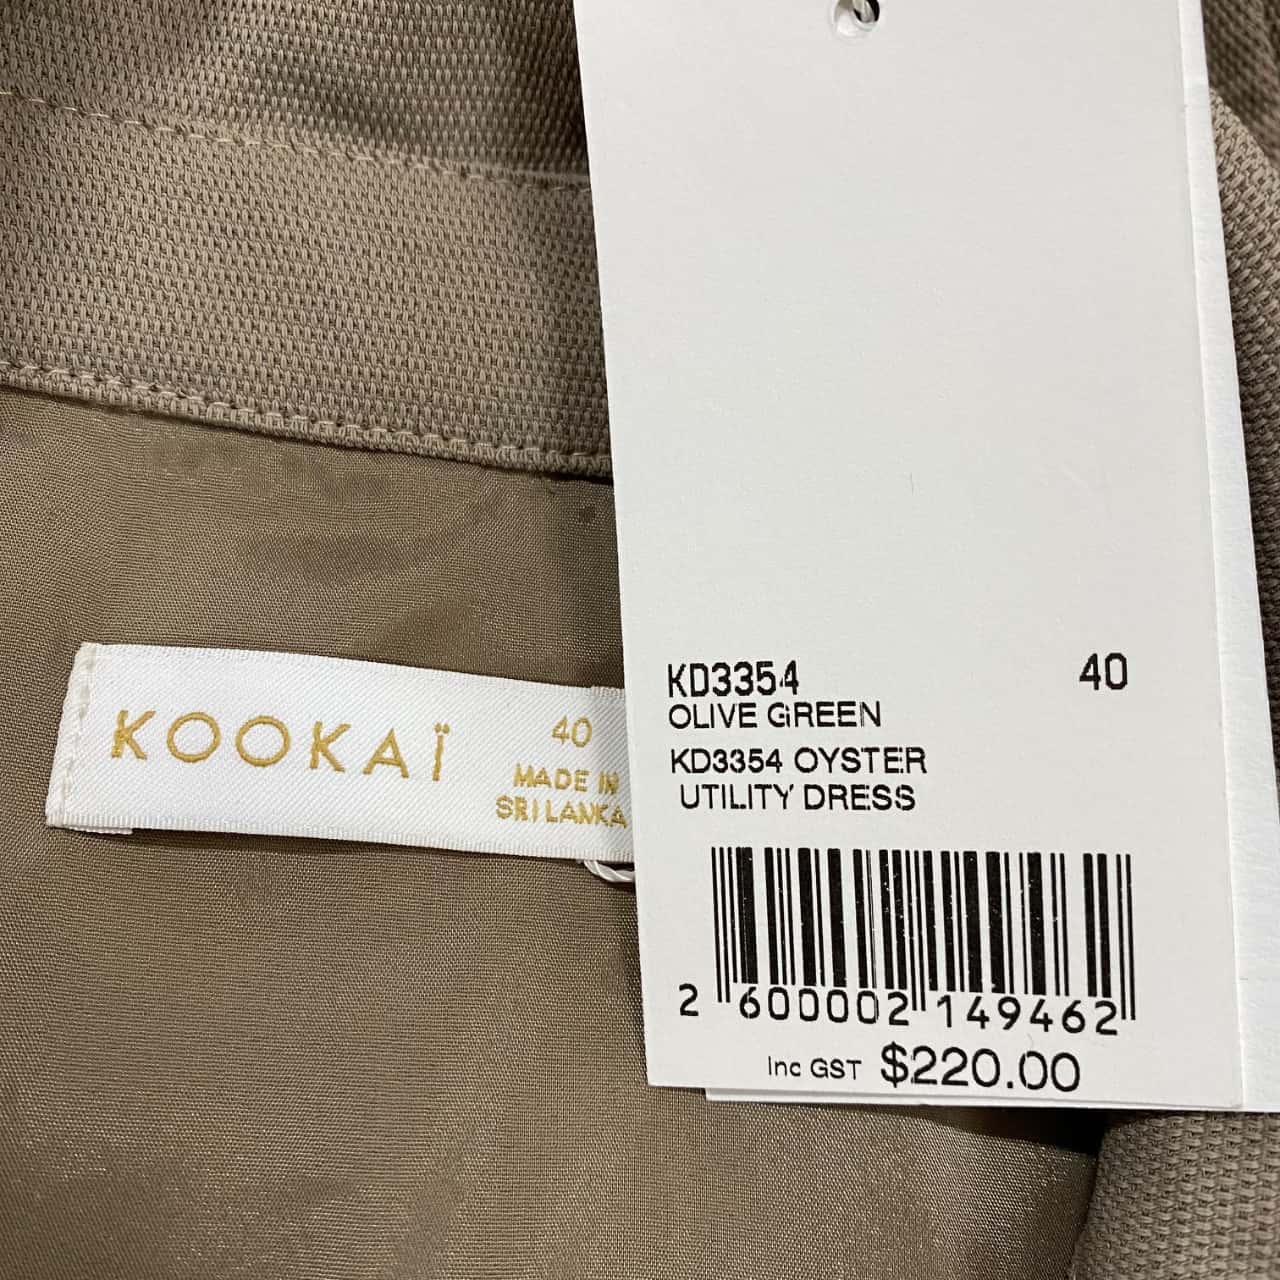 KOOKAÏ
40
MADE IN
SRI LANKA
KD3354 40
OLIVE GREEN
KD3354 OYSTER
UTILITY DRESS
2 600002 149462
inc GST $220.00